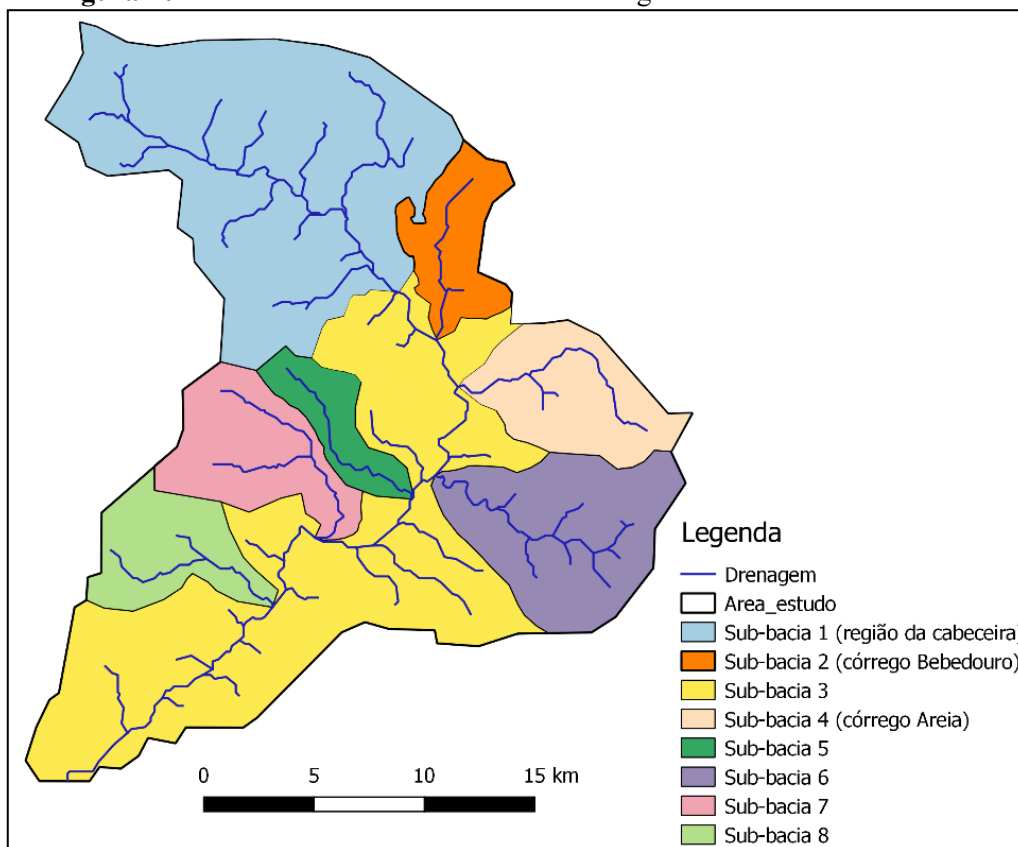 Legenda
Drenagem
Area_estudo
Sub-bacia 1 (região da cabeceira)
Sub-bacia 2 (córrego Bebedouro)
Sub-bacia 3
Sub-bacia 4 (córrego Areia)
Sub-bacia 5
Sub-bacia 6
Sub-bacia 7
Sub-bacia 8
0 5 10 15 km